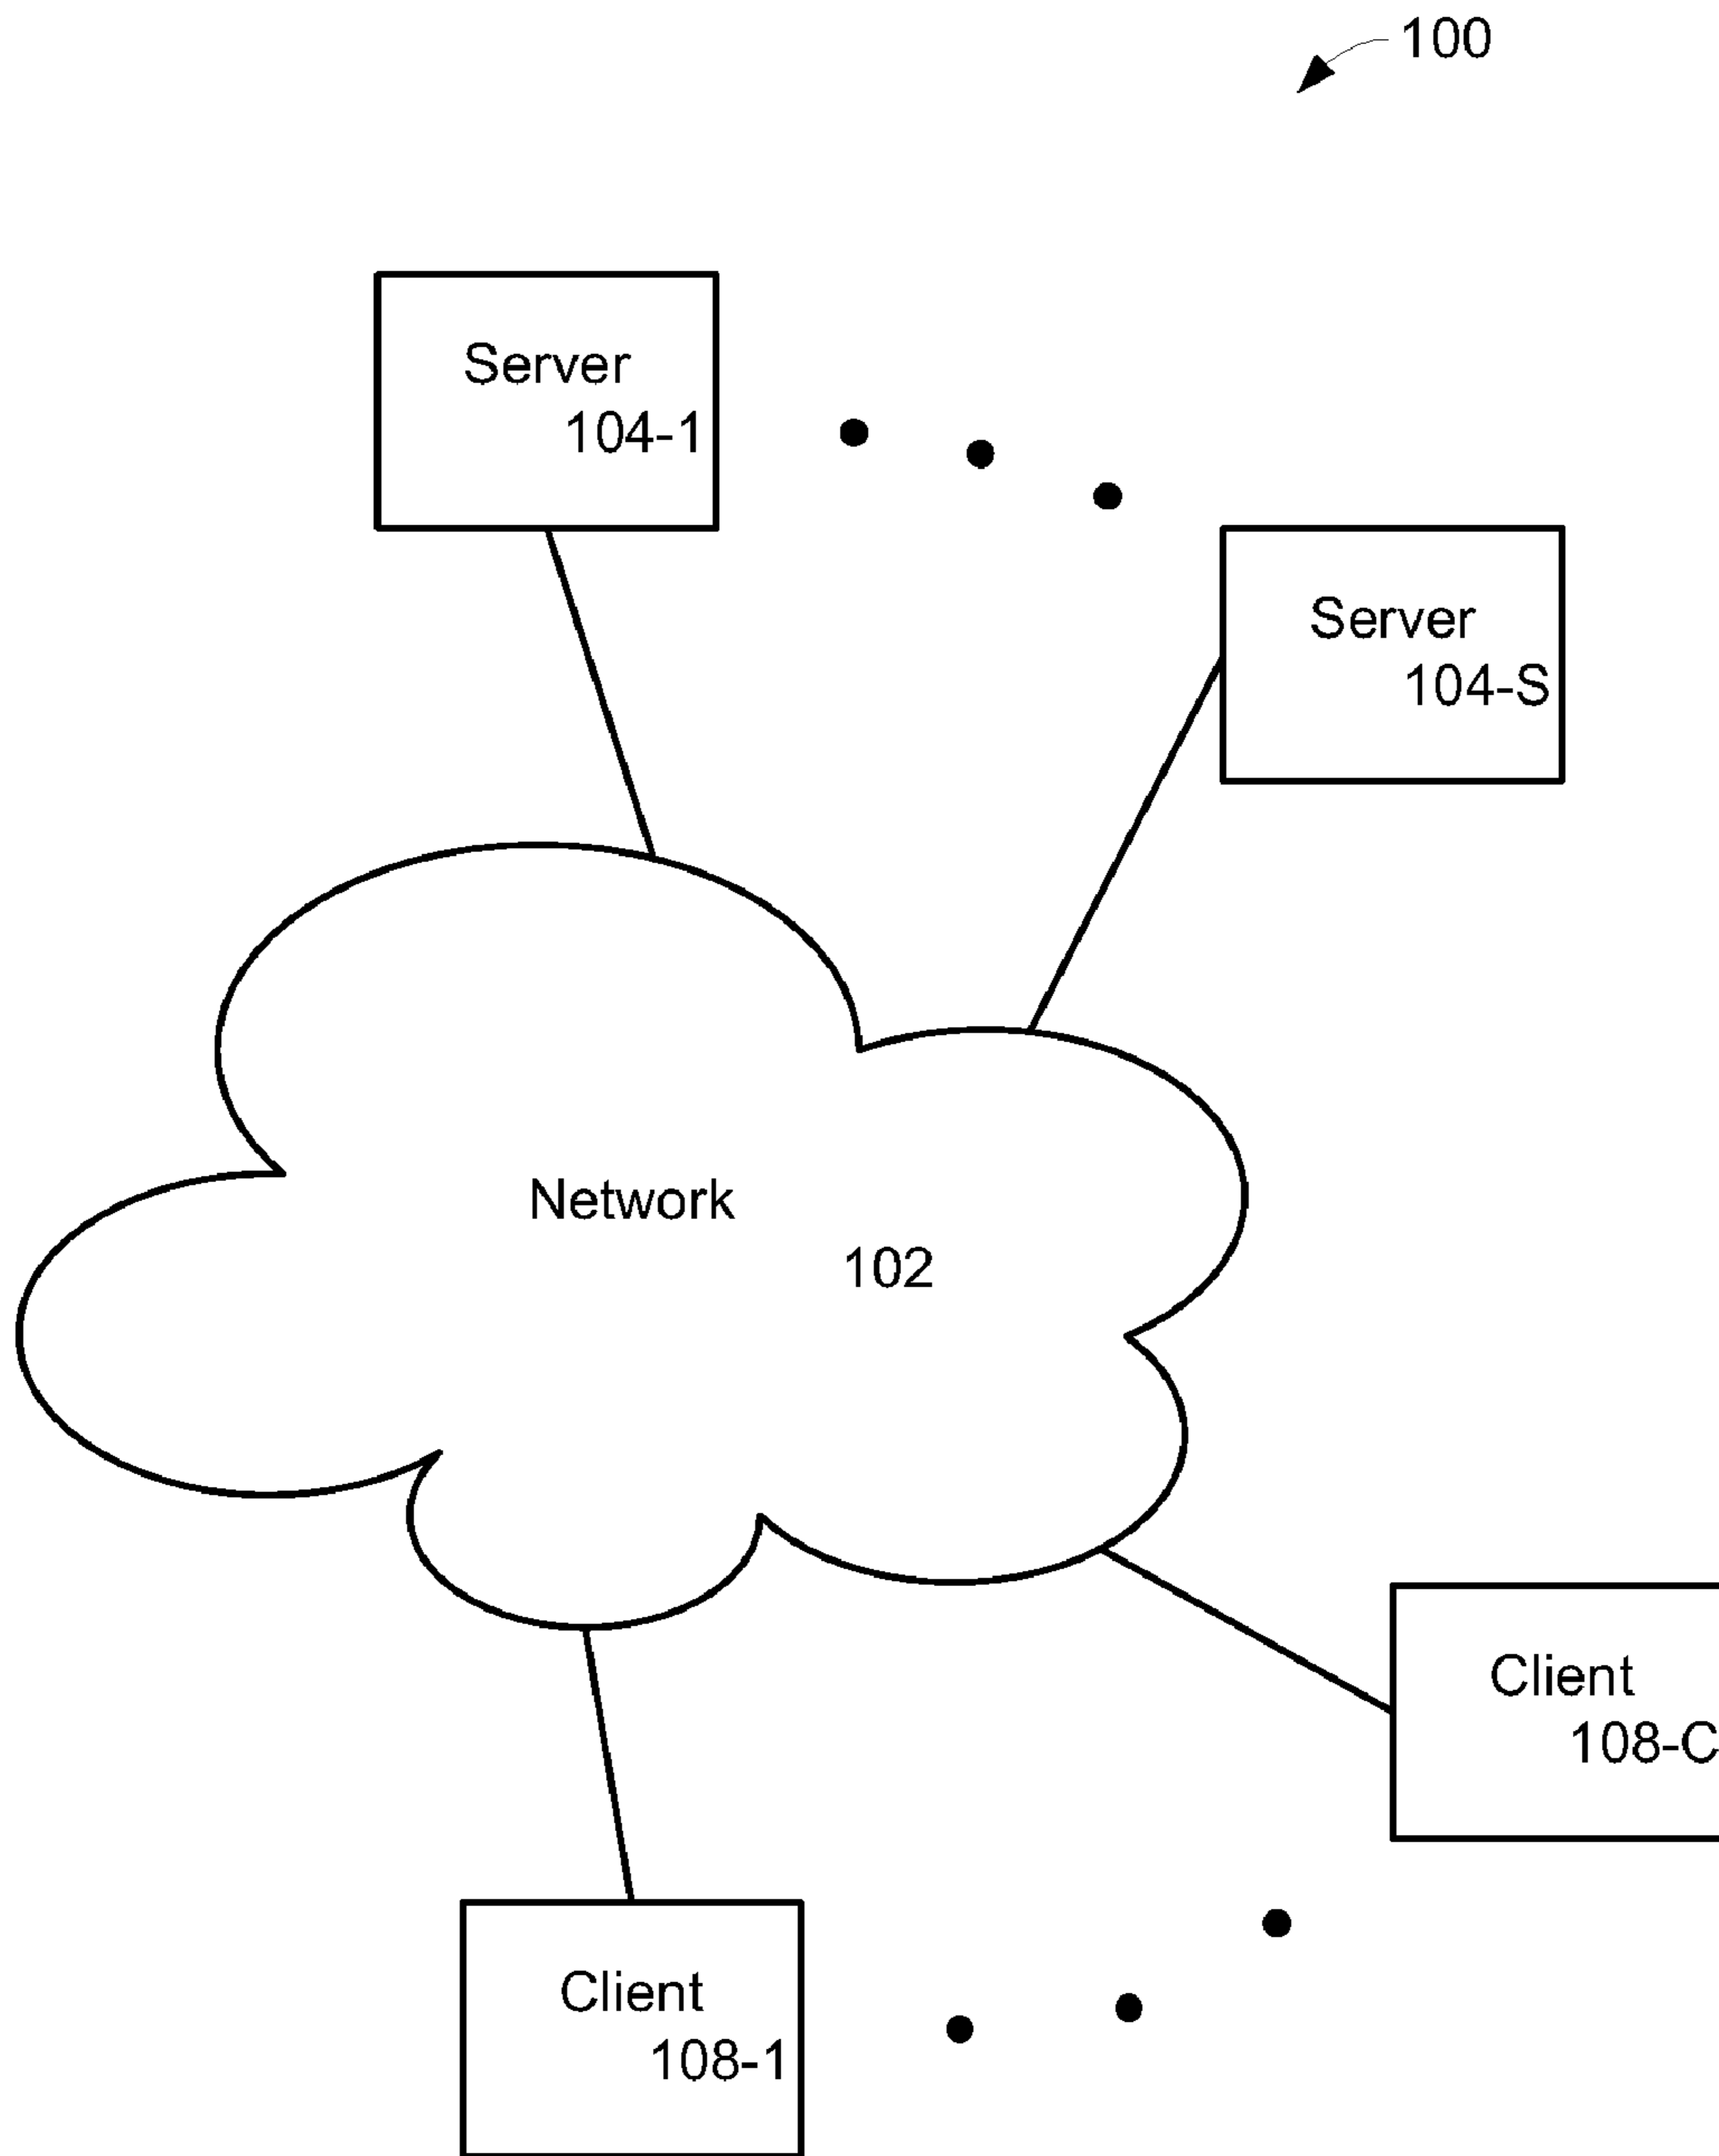 100
Server
104-1
Server
104-S
Network
102
Client
108-C
Client
108-1